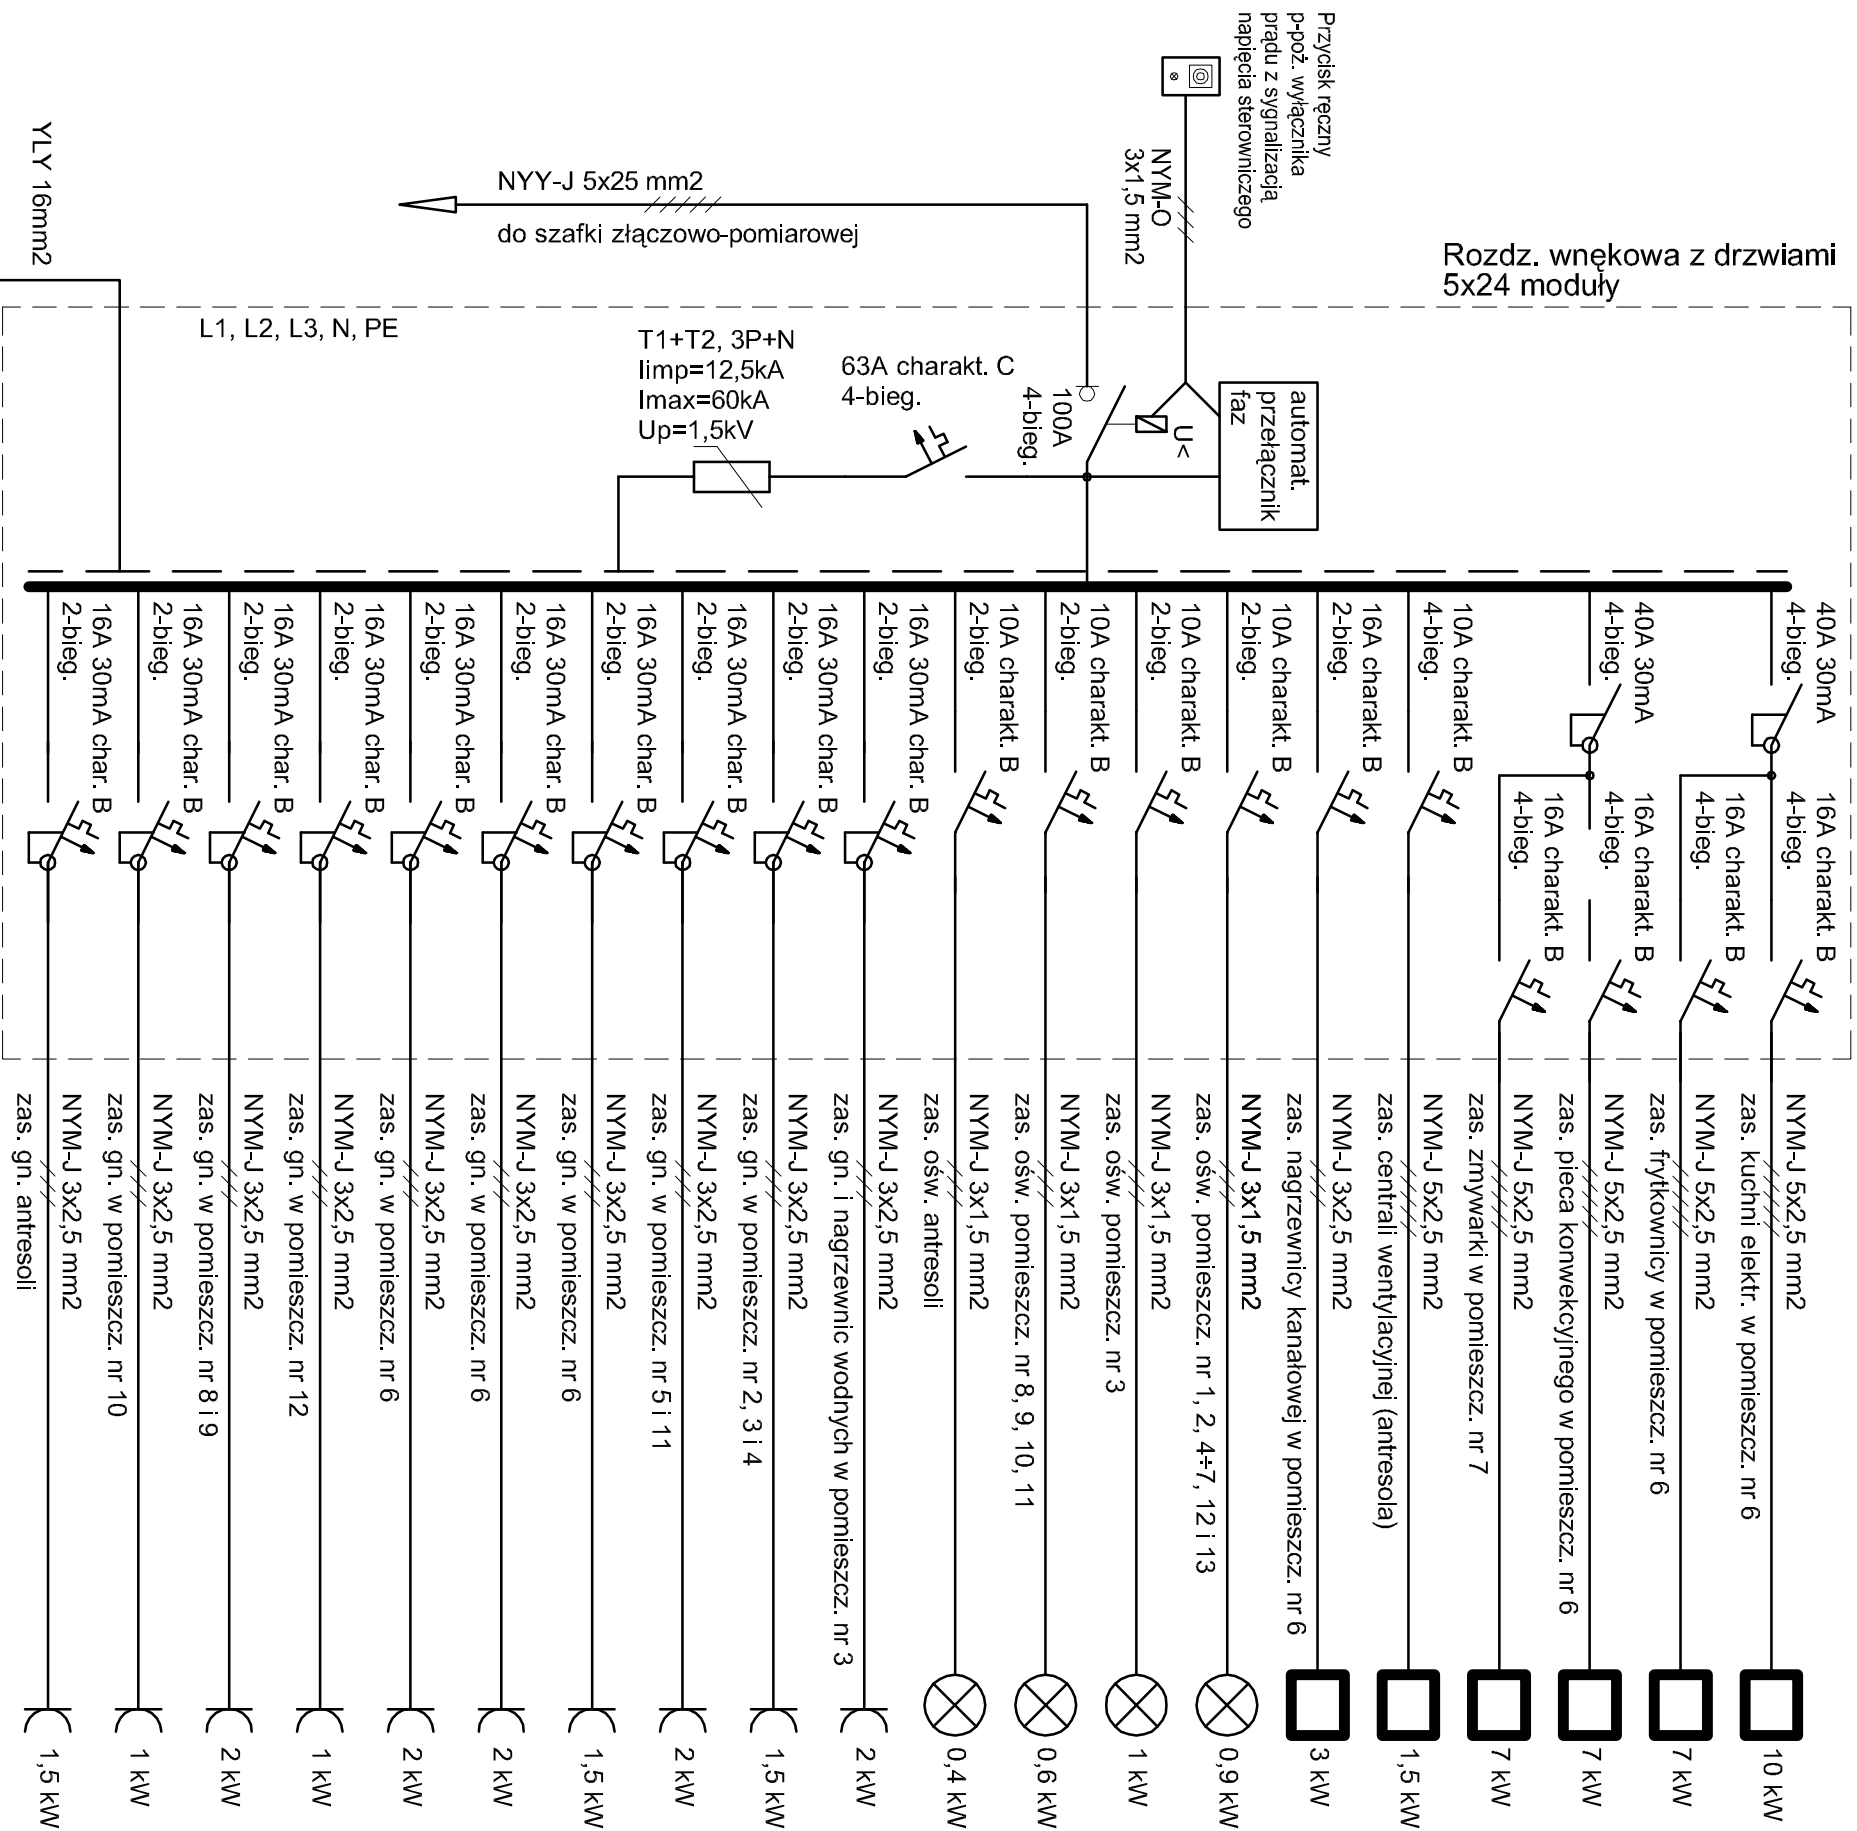 Przycisk ręczny
p-poż. wyłącznika
prądu z sygnalizacją
napięcia sterowniczego
NYM-O
3x1,5 mm2
NYY-J 5x25 mm2
do szafki złączowo-pomiarowej
YLY 16mm2
Rozdz. wnękowa z drzwiami
5x24 moduły
L1, L2, L3, N, PE
T1+T2, 3P+N
Iimp=12,5kA
Imax=60kA
Up=1,5kV
63A charakt. C
4-bieg.
100A
4-bieg.
U<
automat.
przełącznik
faz
16A 30mA char. B
2-bieg.
NYM-J 3x2,5 mm2
zas. gn. antresoli
1,5 kW
16A 30mA char. B
2-bieg.
NYM-J 3x2,5 mm2
zas. gn. w pomieszcz. nr 10
1 kW
16A 30mA char. B
2-bieg.
NYM-J 3x2,5 mm2
zas. gn. w pomieszcz. nr 8 i 9
2 kW
16A 30mA char. B
2-bieg.
NYM-J 3x2,5 mm2
zas. gn. w pomieszcz. nr 12
1 kW
16A 30mA char. B
2-bieg.
NYM-J 3x2,5 mm2
zas. gn. w pomieszcz. nr 6
2 kW
16A 30mA char. B
2-bieg.
NYM-J 3x2,5 mm2
zas. gn. w pomieszcz. nr 6
2 kW
16A 30mA char. B
2-bieg.
NYM-J 3x2,5 mm2
zas. gn. w pomieszcz. nr 6
1,5 kW
16A 30mA char. B
2-bieg.
NYM-J 3x2,5 mm2
zas. gn. w pomieszcz. nr 5 i 11
2 kW
16A 30mA char. B
2-bieg.
NYM-J 3x2,5 mm2
zas. gn. w pomieszcz. nr 2, 3 i 4
1,5 kW
16A 30mA char. B
2-bieg.
NYM-J 3x2,5 mm2
zas. gn. i nagrzewnic wodnych w pomieszcz. nr 3
2 kW
10A charakt. B
2-bieg.
NYM-J 3x1,5 mm2
zas. ośw. antresoli
0,4 kW
10A charakt. B
2-bieg.
NYM-J 3x1,5 mm2
zas. ośw. pomieszcz. nr 8, 9, 10, 11
0,6 kW
10A charakt. B
2-bieg.
NYM-J 3x1,5 mm2
zas. ośw. pomieszcz. nr 3
1 kW
10A charakt. B
2-bieg.
NYM-J 3x1,5 mm2
zas. ośw. pomieszcz. nr 1, 2, 4÷7, 12 i 13
0,9 kW
16A charakt. B
2-bieg.
NYM-J 3x2,5 mm2
zas. nagrzewnicy kanałowej w pomieszcz. nr 6
3 kW
10A charakt. B
4-bieg.
NYM-J 5x2,5 mm2
zas. centrali wentylacyjnej (antresola)
1,5 kW
16A charakt. B
4-bieg.
NYM-J 5x2,5 mm2
zas. zmywarki w pomieszcz. nr 7
7 kW
40A 30mA
4-bieg.
16A charakt. B
4-bieg.
NYM-J 5x2,5 mm2
zas. pieca konwekcyjnego w pomieszcz. nr 6
7 kW
16A charakt. B
4-bieg.
NYM-J 5x2,5 mm2
zas. frytkownicy w pomieszcz. nr 6
7 kW
40A 30mA
4-bieg.
16A charakt. B
4-bieg.
NYM-J 5x2,5 mm2
zas. kuchni elektr. w pomieszcz. nr 6
10 kW